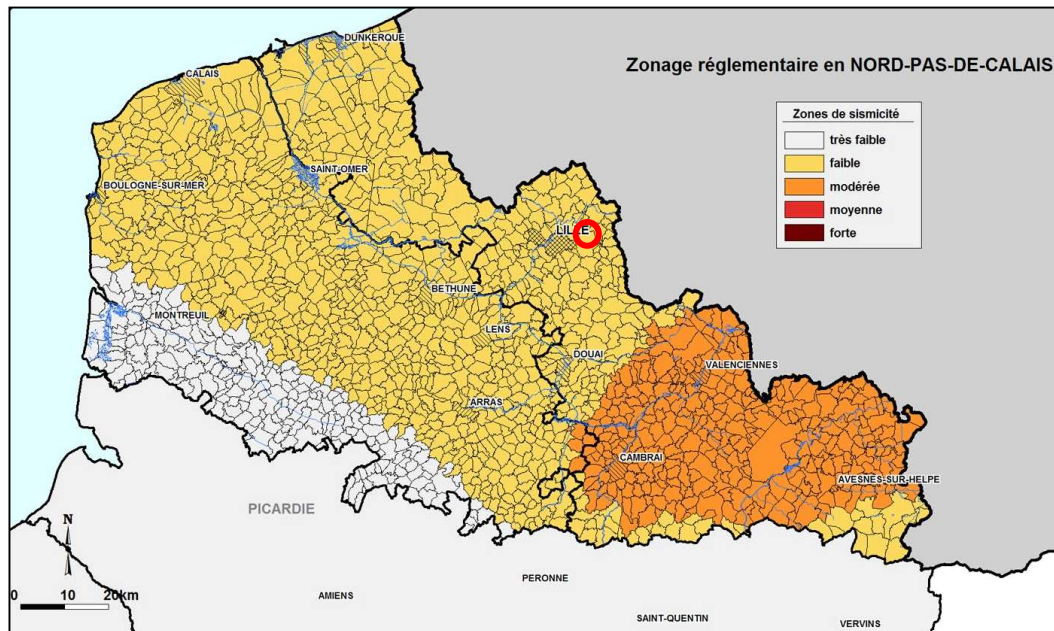 DUNKERQUE
CALAIS
Zonage réglementaire en NORD-PAS-DE-CALAIS
Zones de sismicité
très faible
faible
modérée
moyenne
forte
SAINT-OMER
BOULOGNE-SUR-MER
LILLE
BETHUNE
MONTREUIL
LENS
DOUAI
VALENCIENNES
ARRAS
CAMBRAI
AVESNES-SUR-HELPE
PICARDIE
N
0 10 20km
PERONNE
AMIENS
SAINT-QUENTIN
VERVINS